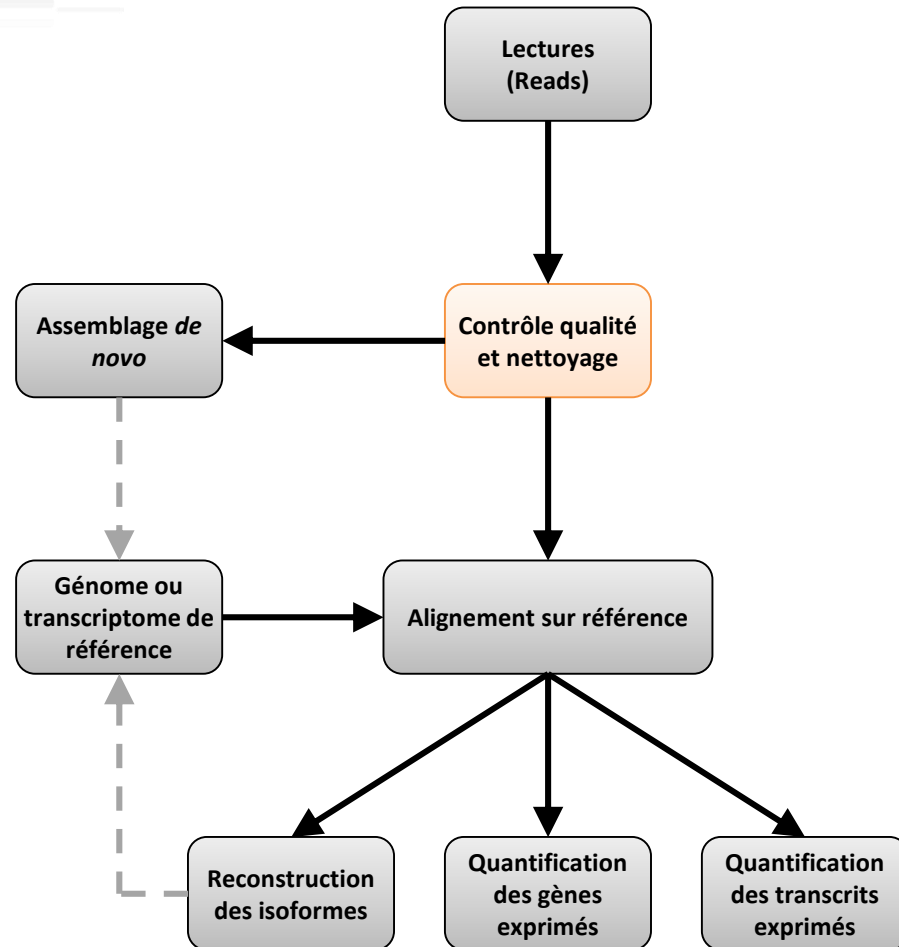 Lectures
(Reads)
Assemblage de
novo
Contrôle qualité
et nettoyage
Génome ou
transcriptome de
référence
Alignement sur référence
Reconstruction
des isoformes
Quantification
des gènes
exprimés
Quantification
des transcrits
exprimés